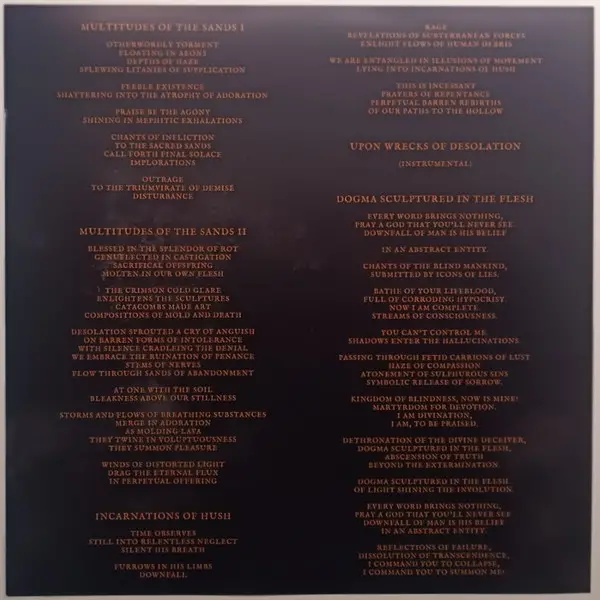 MULTITUDES OF THE SANDS I
OTHERWORDLY TORMENT
FLOATING IN AEONS
DEPTHS OF HAZE
SPLEWING LITANIES OF SUPPLICATION
FEEBLE EXISTENCE
SHATTERING INTO THE ATROPHY OF ADORATION
PRAISE BE THE AGONY
SHINING IN MEPHITIC EXHALATIONS
CHANTS OF INFLICTION
TO THE SACRED SANDS
CALL FORTH FINAL SOLACE
IMPLORATIONS
OUTRAGE
TO THE TRIUMVIRATE OF DEMISE
DISTURBANCE
MULTITUDES OF THE SANDS II
BLESSED IN THE SPLENDOR OF ROT
GENUFLECTED IN CASTIGATION
SACRIFICAL OFFSPRING
MOLTEN IN OUR OWN FLESH
THE CRIMSON COLD GLARE
ENLIGHTENS THE SCULPTURES
CATACOMBS MADE ART
COMPOSITIONS OF MOLD AND DEATH
DESOLATION SPROUTED A CRY OF ANGUISH
ON BARREN FORMS OF INTOLERANCE
WITH SILENCE CRADLEING THE DENIAL
WE EMBRACE THE RUINATION OF PENANCE
STEMS OF NERVES
FLOW THROUGH SANDS OF ABANDONMENT
AT ONE WITH THE SOIL
BLEAKNESS ABOVE OUR STILLNESS
STORMS AND FLOWS OF BREATHING SUBSTANCES
MERGE IN ADORATION
AS MOLDING LAVA
THEY TWINE IN VOLUPTUOUSNESS
THEY SUMMON PLEASURE
WINDS OF DISTORTED LIGHT
DRAG THE ETERNAL FLUX
IN PERPETUAL OFFERING
INCARNATIONS OF HUSH
TIME OBSERVES
STILL INTO RELENTLESS NEGLECT
SILENT HIS BREATH
FURROWS IN HIS LIMBS
DOWNFALL
RAGE
REVELATIONS OF SUBTERRANEAN FORCES
ENLIGHT FLOWS OF HUMAN DEBRIS
WE ARE ENTANGLED IN ILLUSIONS OF MOVEMENT
LYING INTO INCARNATIONS OF HUSH
THIS IS INCESSANT
PRAYERS OF REPENTANCE
PERPETUAL BARREN REBIRTHS
OF OUR PATHS TO THE HOLLOW
UPON WRECKS OF DESOLATION
(INSTRUMENTAL)
DOGMA SCULPTURED IN THE FLESH
EVERY WORD BRINGS NOTHING,
PRAY A GOD THAT YOU'LL NEVER SEE
DOWNFALL OF MAN IS HIS BELIEF
IN AN ABSTRACT ENTITY.
CHANTS OF THE BLIND MANKIND,
SUBMITTED BY ICONS OF LIES.
BATHE OF YOUR LIFEBLOOD,
FULL OF CORRODING HYPOCRISY.
NOW I AM COMPLETE
STREAMS OF CONSCIOUSNESS.
YOU CAN'T CONTROL ME
SHADOWS ENTER THE HALLUCINATIONS.
PASSING THROUGH FETID CARRIONS OF LUST
HAZE OF COMPASSION
ATONEMENT OF SULPHUROUS SINS
SYMBOLIC RELEASE OF SORROW.
KINGDOM OF BLINDNESS, NOW IS MINE!
MARTYRDOM FOR DEVOTION.
I AM DIVINATION,
I AM, TO BE PRAISED.
DETHRONATION OF THE DIVINE DECEIVER,
DOGMA SCULPTURED IN THE FLESH,
ABSCENSION OF TRUTH
BEYOND THE EXTERMINATION.
DOGMA SCULPTURED IN THE FLESH
OF LIGHT SHINING THE INVOLUTION.
EVERY WORD BRINGS NOTHING,
PRAY A GOD THAT YOU'LL NEVER SEE
DOWNFALL OF MAN IS HIS BELIEF
IN AN ABSTRACT ENTITY.
REFLECTIONS OF FAILURE,
DISSOLUTION OF TRANSCENDENCE,
I COMMAND YOU TO COLLAPSE,
I COMMAND YOU TO SUMMON ME!